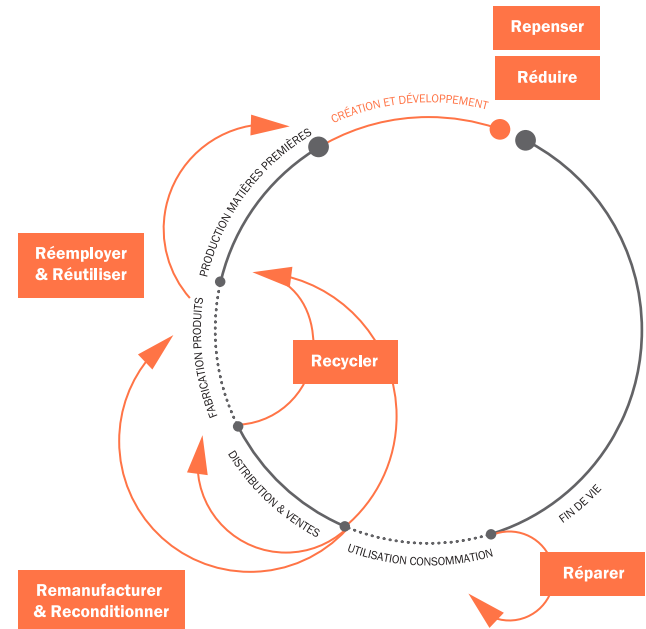 Repenser
Réduire
CRÉATION ET DÉVELOPPEMENT
PRODUCTION MATIÈRES PREMIÈRES
Réemployer
& Réutiliser
FABRICATION PRODUITS
Recycler
DISTRIBUTION & VENTES
UTILISATION CONSOMMATION
FIN DE VIE
Réparer
Remanufacturer
& Reconditionner